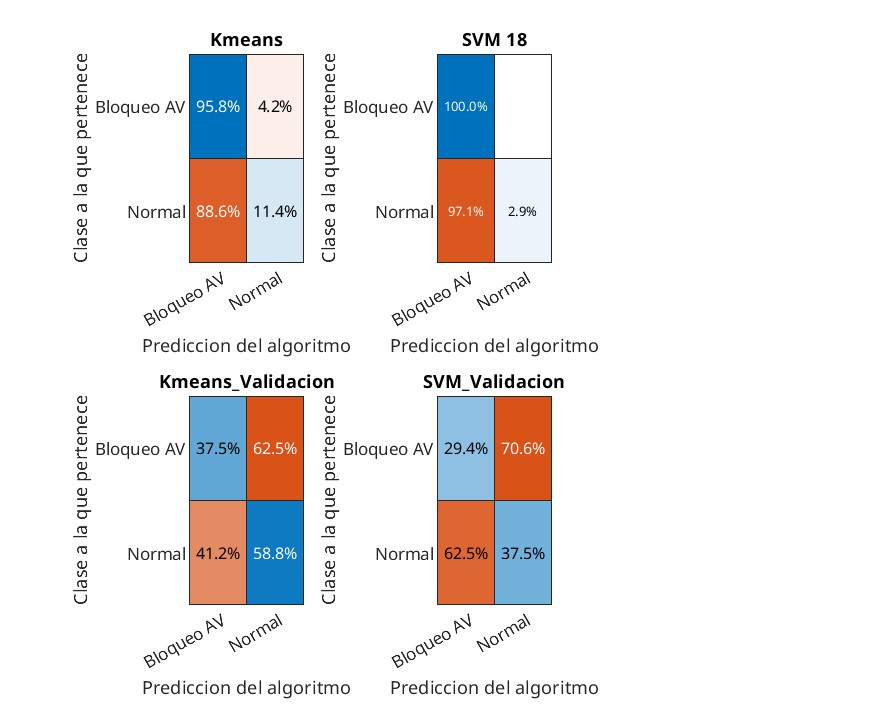 Kmeans
Clase a la que pertenece
Bloqueo AV 95.8% 4.2%
Normal 88.6% 11.4%
Bloqueo AV Normal
Prediccion del algoritmo
SVM 18
Clase a la que pertenece
Bloqueo AV 100.0%
Normal 97.1% 2.9%
Bloqueo AV Normal
Prediccion del algoritmo
Kmeans_Validacion
Clase a la que pertenece
Bloqueo AV 37.5% 62.5%
Normal 41.2% 58.8%
Bloqueo AV Normal
Prediccion del algoritmo
SVM_Validacion
Clase a la que pertenece
Bloqueo AV 29.4% 70.6%
Normal 62.5% 37.5%
Bloqueo AV Normal
Prediccion del algoritmo